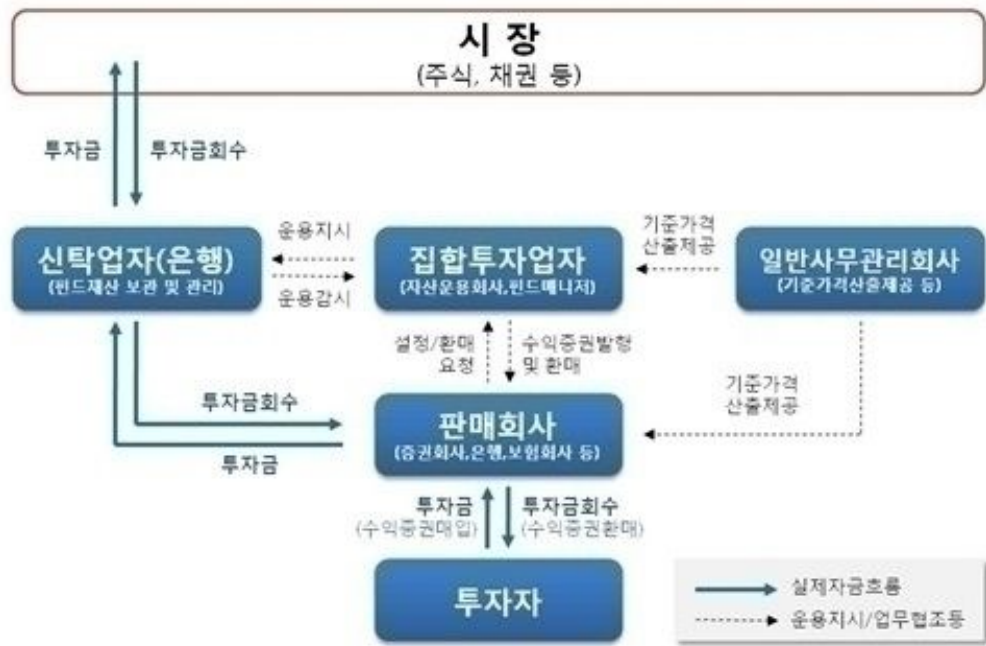 시 장
(주식, 채권 등)
투자금
투자금회수
신탁업자(은행)
(펀드재산 보관 및 관리)
운용지시
운용감시
집합투자업자
(자산운용회사,펀드매니저)
기준가격
산출제공
일반사무관리회사
(기준가격산출제공 등)
설정/환매
요청
수익증권발행
및 환매
기준가격
산출제공
투자금회수
투자금
판매회사
(증권회사,은행,보험회사 등)
투자금
(수익증권매입)
투자금회수
(수익증권환매)
투자자
실제자금흐름
운용지시/업무협조등